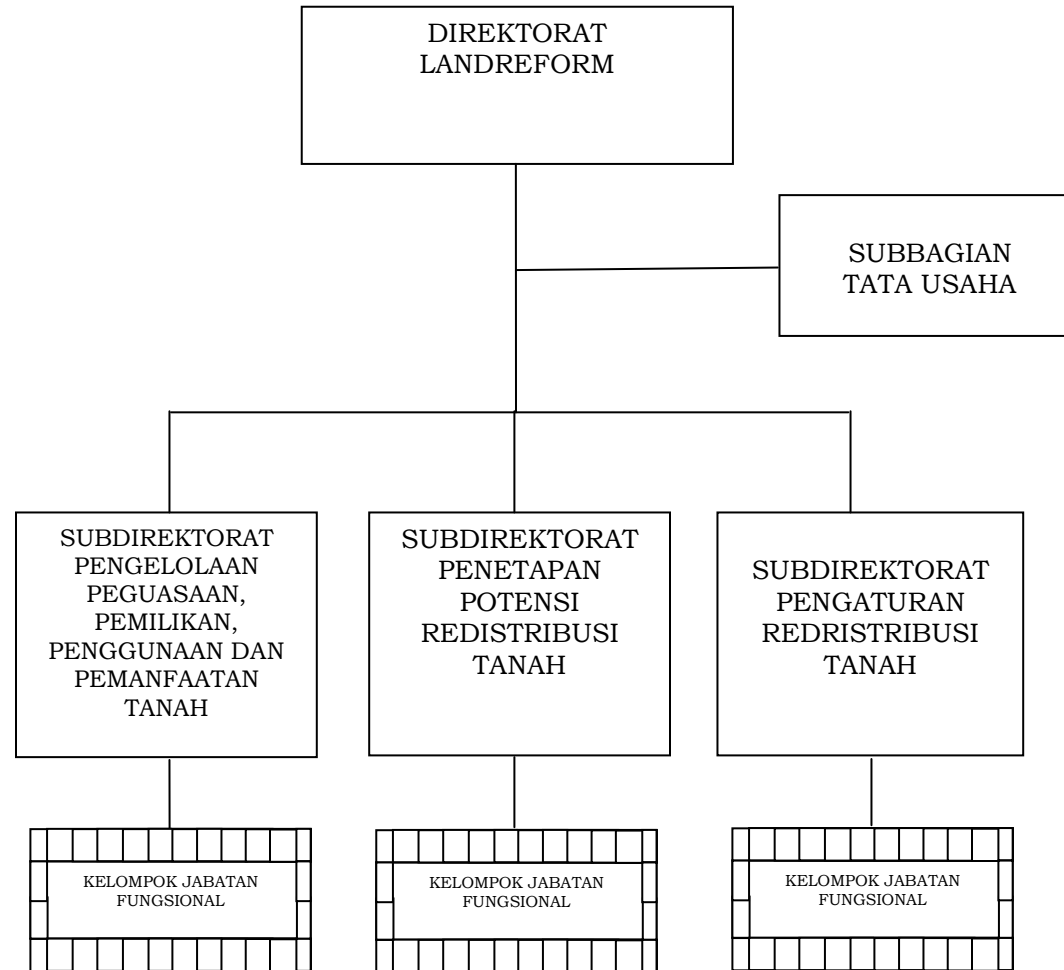 DIREKTORAT
LANDREFORM
SUBBAGIAN
TATA USAHA
SUBDIREKTORAT
PENGELOLAAN
PEGUASAAN,
PEMILIKAN,
PENGGUNAAN DAN
PEMANFAATAN
TANAH
SUBDIREKTORAT
PENETAPAN
POTENSI
REDISTRIBUSI
TANAH
SUBDIREKTORAT
PENGATURAN
REDRISTRIBUSI
TANAH
KELOMPOK JABATAN
FUNGSIONAL
KELOMPOK JABATAN
FUNGSIONAL
KELOMPOK JABATAN
FUNGSIONAL